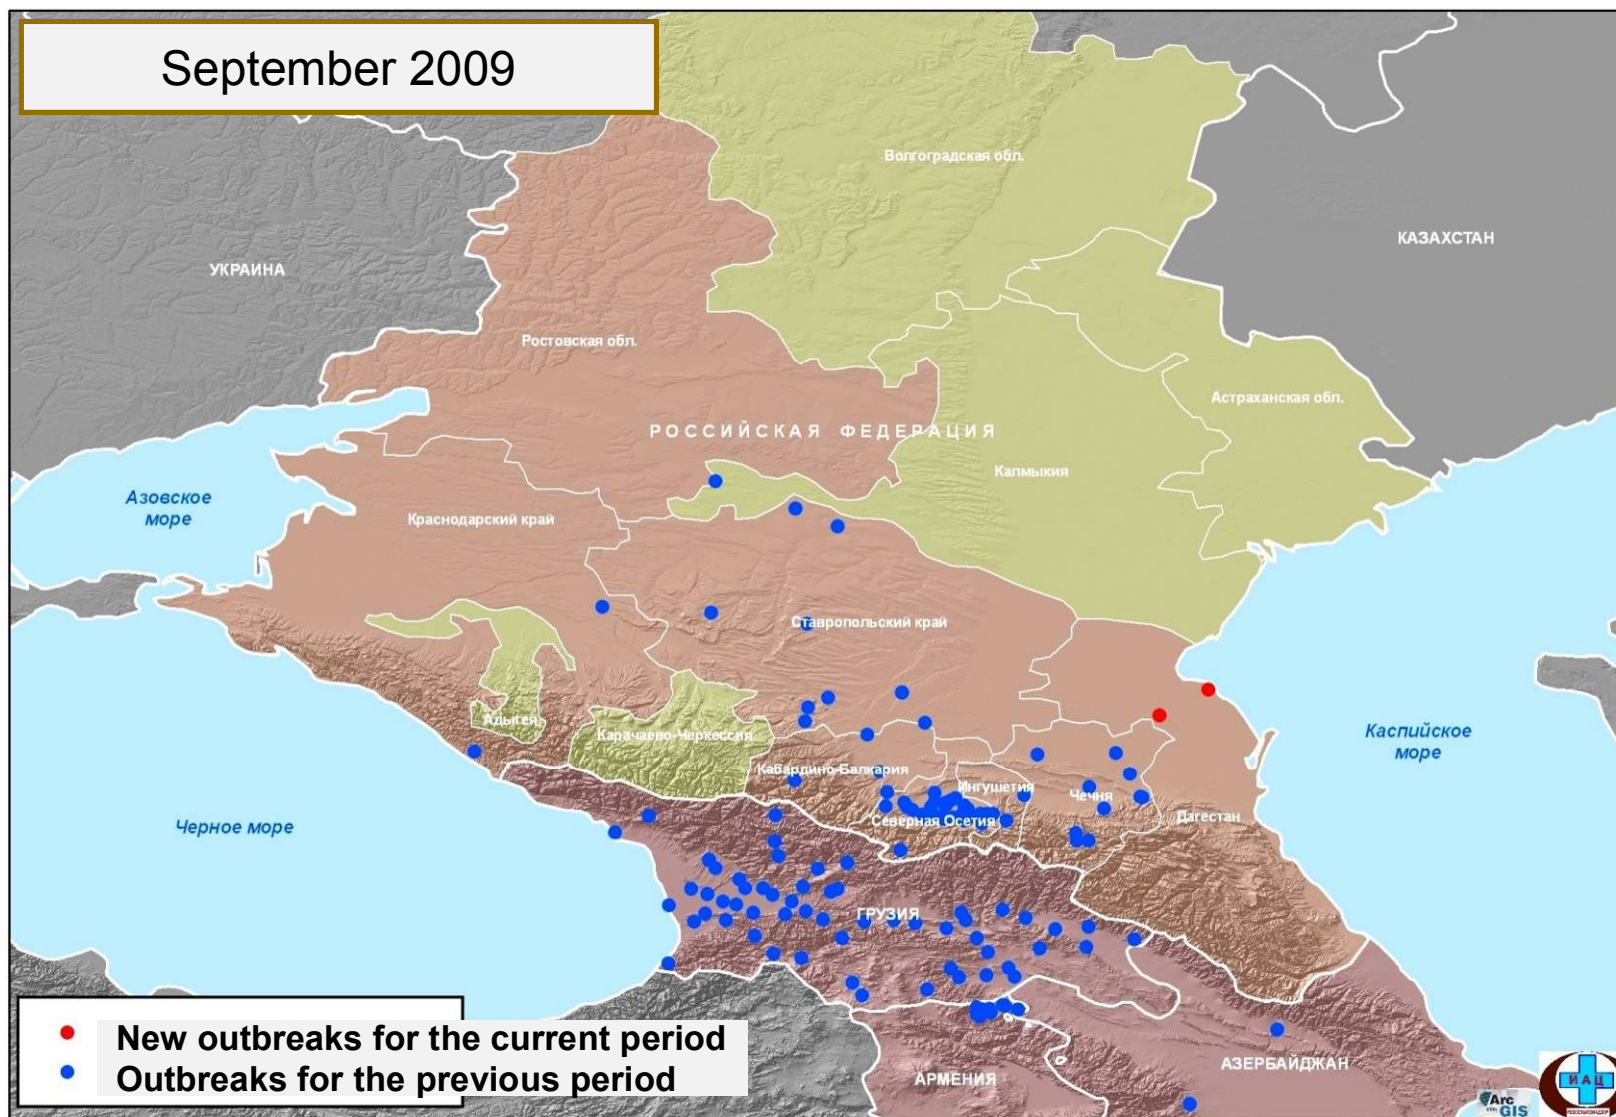 September 2009
Волгоградская обл.
КАЗАХСТАН
УКРАИНА
Ростовская обл.
Астраханская обл.
РОССИЙСКАЯ ФЕДЕРАЦИЯ
Калмыкия
Азовское
море
Краснодарский край
Ставропольский край
Адыгея
Карачаево-Черкессия
Каспийское
море
Кабардино-Балкария
Ингушетия
Чечня
Черное море
Северная Осетия
Дагестан
ГРУЗИЯ
New outbreaks for the current period
Outbreaks for the previous period
АРМЕНИЯ
АЗЕРБАЙДЖАН
ИАЦ
Arc
GIS